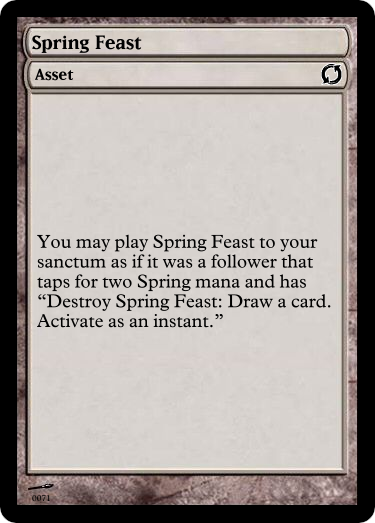 Spring Feast
Asset
You may play Spring Feast to your
sanctum as if it was a follower that
taps for two Spring mana and has
“Destroy Spring Feast: Draw a card.
Activate as an instant.”
0071